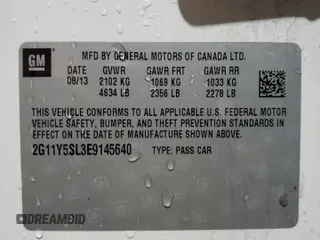 GM
MFD BY GENERAL MOTORS OF CANADA LTD.
DATE GVWR GAWR FRT GAWR RR
08/13 2102 KG 1069 KG 1033 KG
4634 LB 2356 LB 2278 LB
THIS VEHICLE CONFORMS TO ALL APPLICABLE U.S. FEDERAL MOTOR
VEHICLE SAFETY, BUMPER, AND THEFT PREVENTION STANDARDS IN
EFFECT ON THE DATE OF MANUFACTURE SHOWN ABOVE.
2G11Y5SL3E9145640 TYPE: PASS CAR
DREAMBID